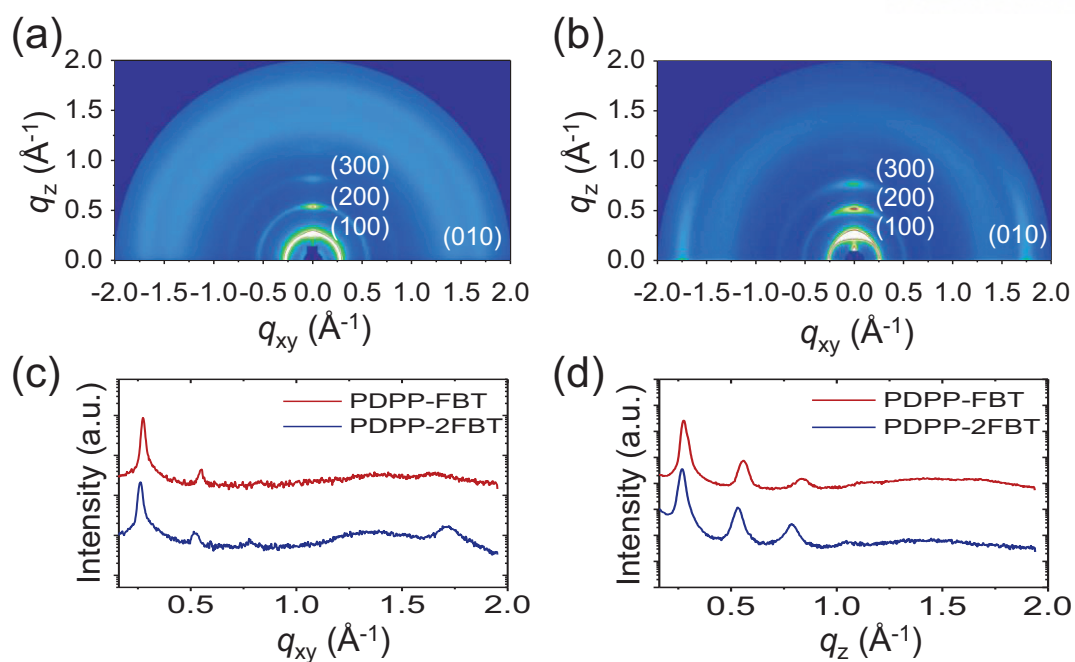 (a)
2.0
1.5
1.0
0.5
0.0
qz (Å-1)
(300)
(200)
(100)
(010)
-2.0 -1.5 -1.0 -0.5 0.0 0.5 1.0 1.5 2.0
qxy (Å-1)
(b)
2.0
1.5
1.0
0.5
0.0
qz (Å-1)
(300)
(200)
(100)
(010)
-2.0 -1.5 -1.0 -0.5 0.0 0.5 1.0 1.5 2.0
qxy (Å-1)
(c)
Intensity (a.u.)
PDPP-FBT
PDPP-2FBT
0.5 1.0 1.5 2.0
qxy (Å-1)
(d)
Intensity (a.u.)
PDPP-FBT
PDPP-2FBT
0.5 1.0 1.5 2.0
qz (Å-1)